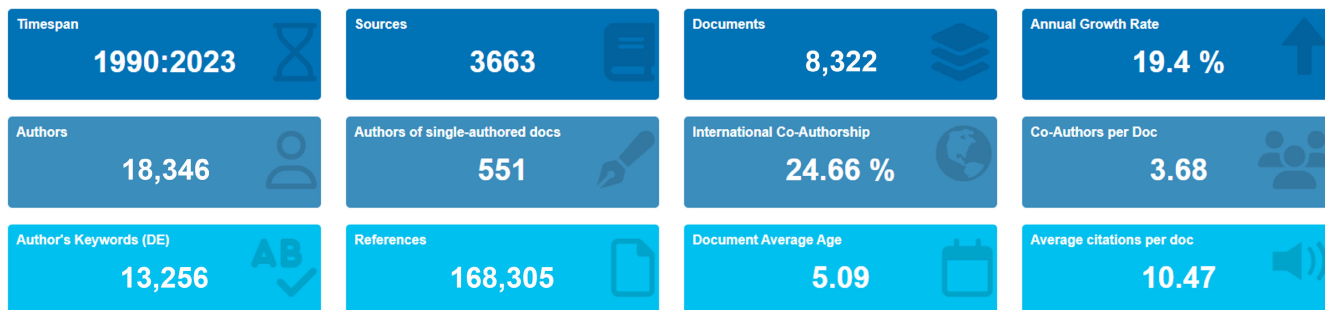 Timespan
1990:2023
Sources
3663
Documents
8,322
Annual Growth Rate
19.4 %
Authors
18,346
Authors of single-authored docs
551
International Co-Authorship
24.66 %
Co-Authors per Doc
3.68
Author's Keywords (DE)
13,256
AB
References
168,305
Document Average Age
5.09
Average citations per doc
10.47